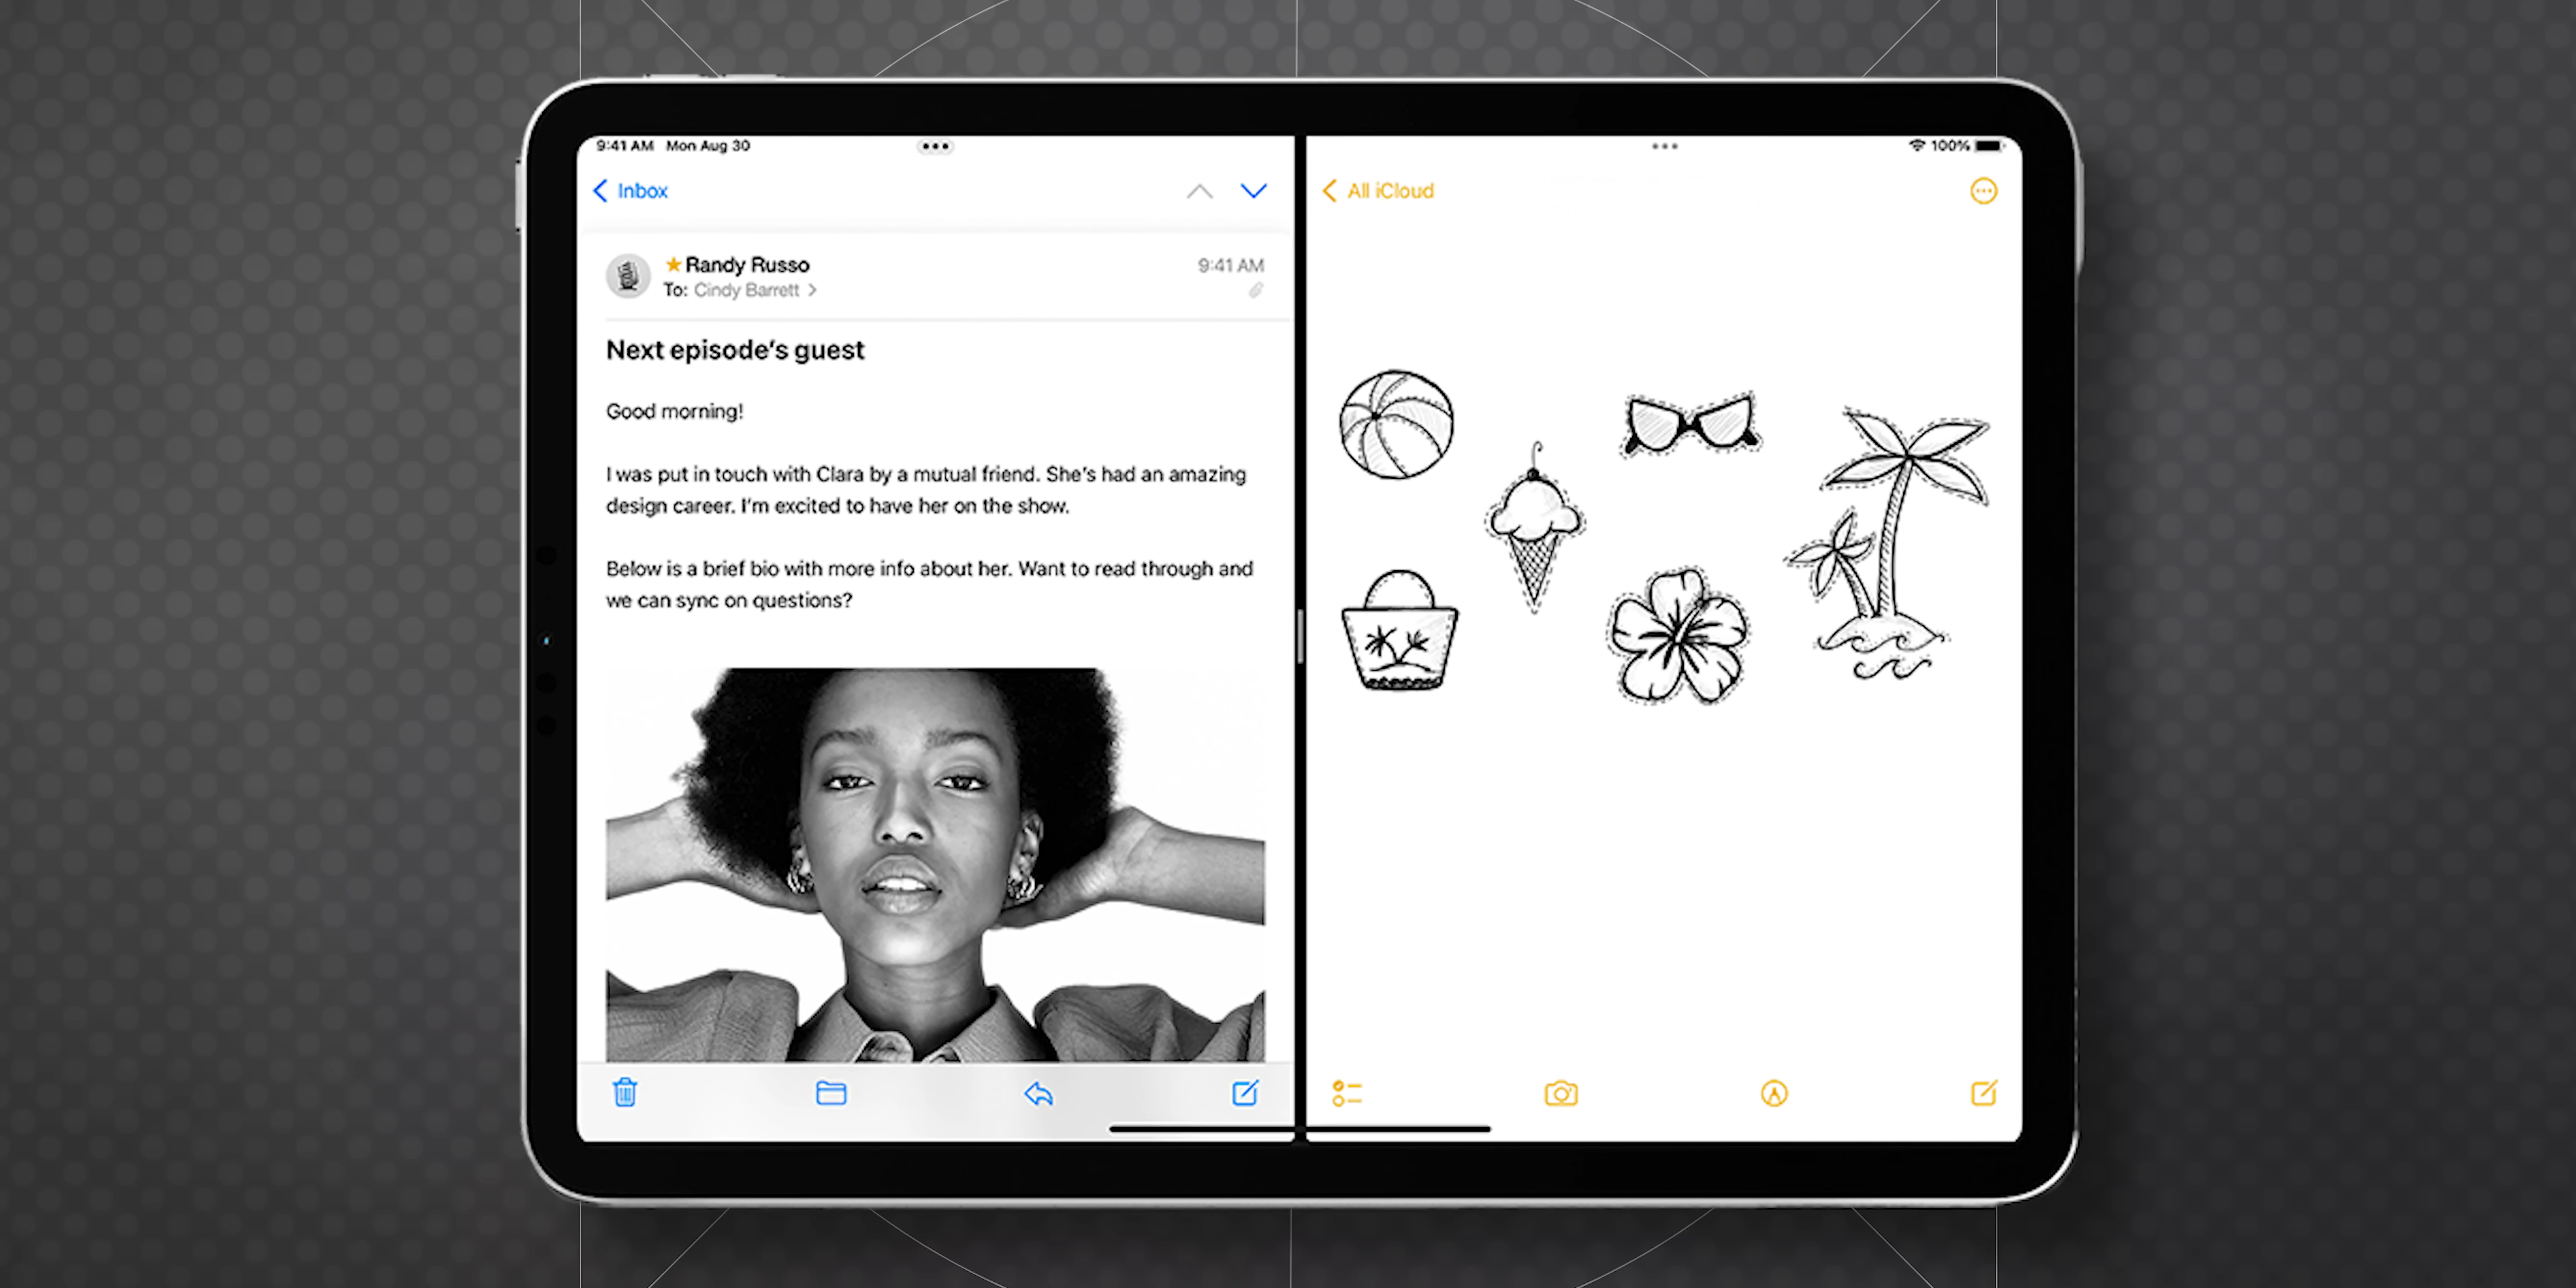 9:41 AM Mon Aug 30
Inbox
Randy Russo
9:41 AM
To: Cindy Barrett
Next episode's guest
Good morning!
I was put in touch with Clara by a mutual friend. She's had an amazing
design career. I'm excited to have her on the show.
Below is a brief bio with more info about her. Want to read through and
we can sync on questions?
100%
All iCloud